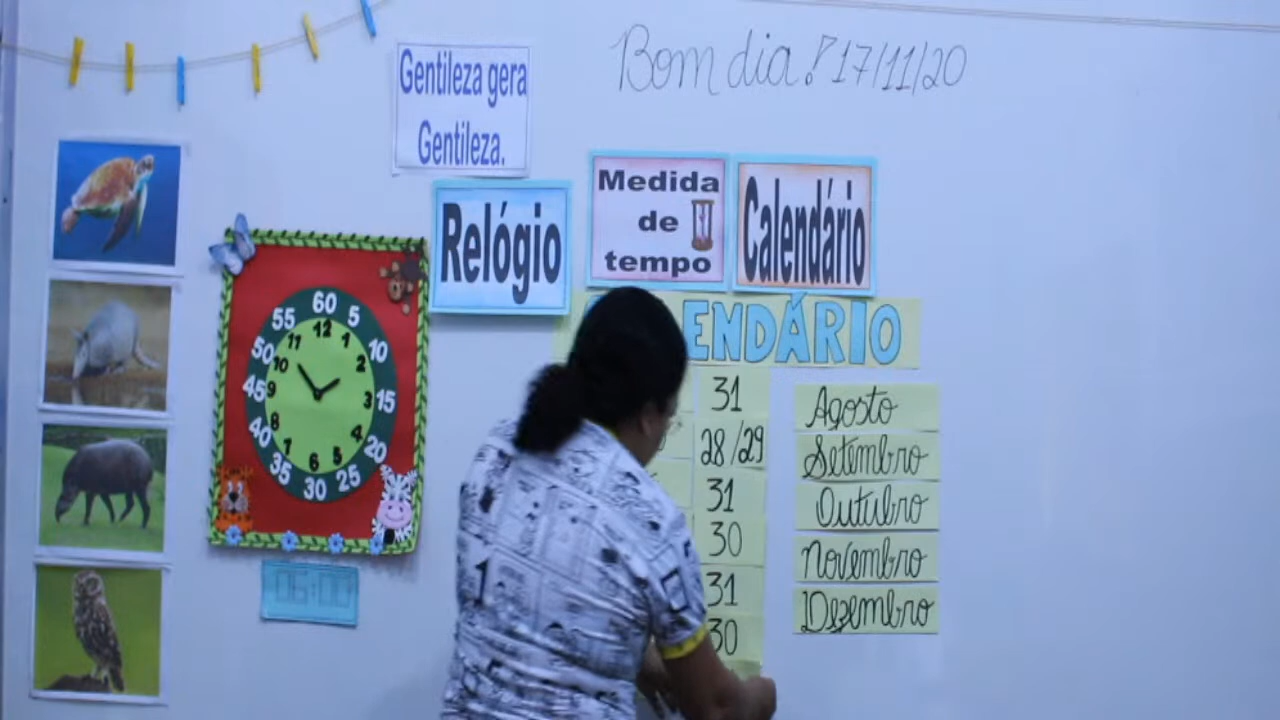 Bom dia! 17/11/20
Gentileza gera
Gentileza.
Relógio
Medida
de
tempo
Calendário
ENDÁRIO
60
5
10
15
20
25
30
35
40
45
50
55
12
1
2
3
4
5
6
7
8
9
10
11
06:00
31
28/29
31
30
31
30
Agosto
Setembro
Outubro
Novembro
Dezembro